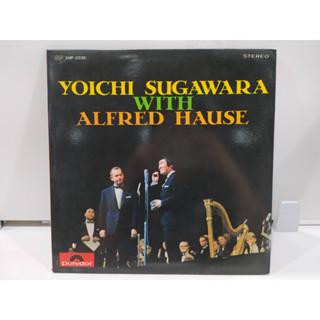 STEREO
YOICHI SUGAWARA
WITH
ALFRED HAUSE
Polydor